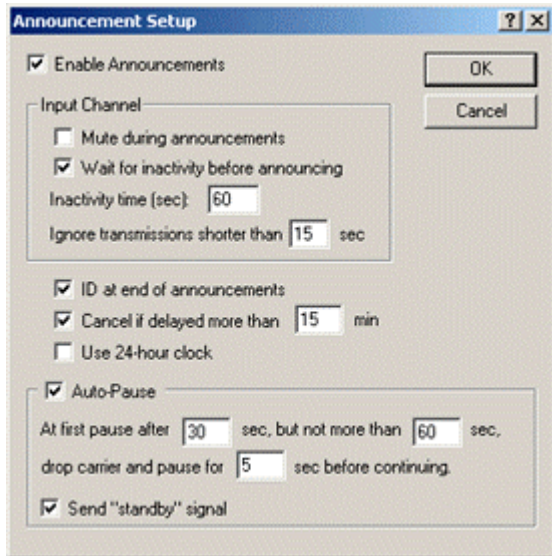 Announcement Setup
Enable Announcements
OK
Cancel
Input Channel
Mute during announcements
Wait for inactivity before announcing
Inactivity time (sec): 60
Ignore transmissions shorter than 15 sec
ID at end of announcements
Cancel if delayed more than 15 min
Use 24-hour clock
Auto-Pause
At first pause after 30 sec, but not more than 60 sec,
drop carrier and pause for 5 sec before continuing.
Send "standby" signal